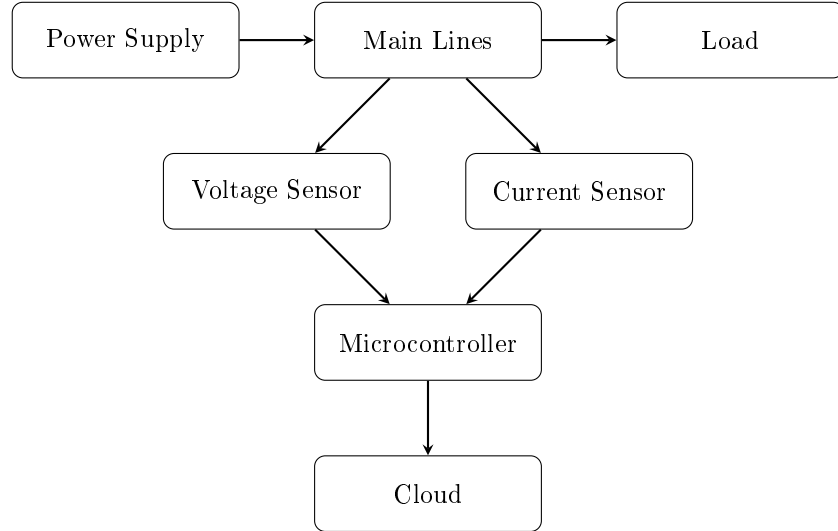 Power Supply
Main Lines
Load
Voltage Sensor
Current Sensor
Microcontroller
Cloud